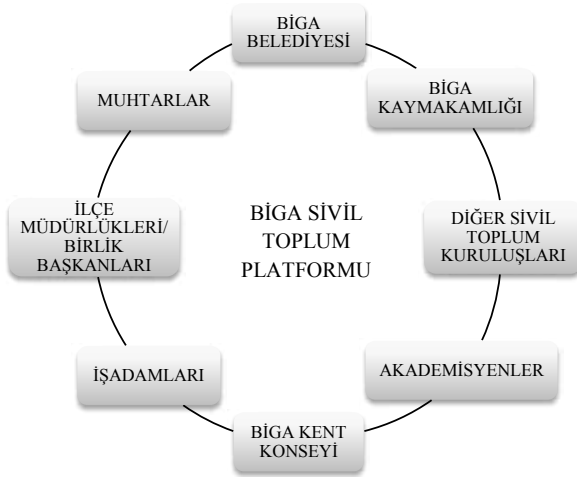 BİGA
BELEDİYESİ
MUHTARLAR
BİGA
KAYMAKAMLIĞI
İLÇE
MÜDÜRLÜKLERİ/
BİRLİK
BAŞKANLARI
BİGA SİVİL
TOPLUM
PLATFORMU
DİĞER SİVİL
TOPLUM
KURULUŞLARI
İŞADAMLARI
AKADEMİSYENLER
BİGA KENT
KONSEYİ